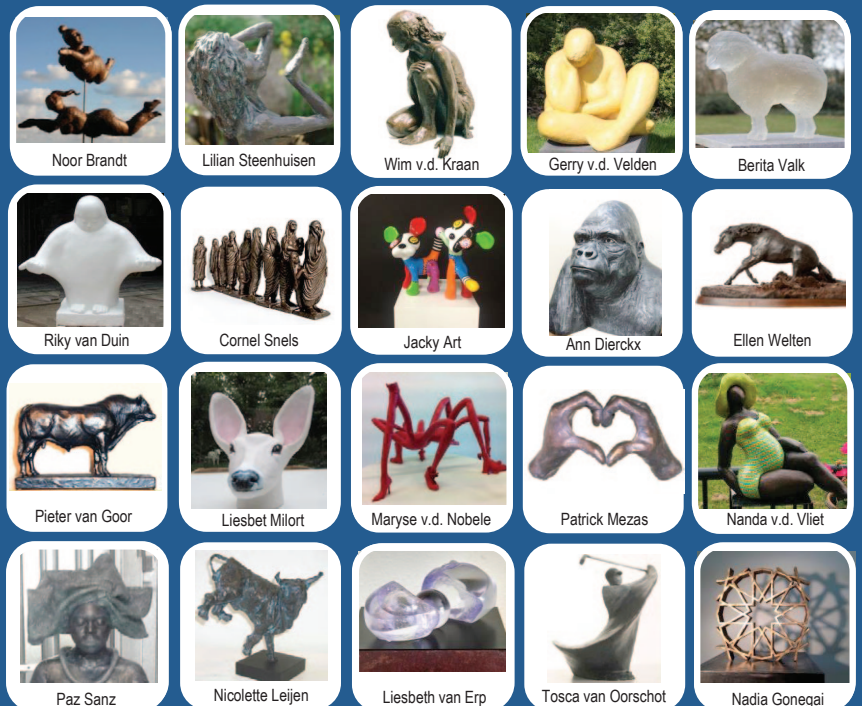 Noor Brandt
Lilian Steenhuisen
Wim v.d. Kraan
Gerry v.d. Velden
Berita Valk
Riky van Duin
Cornel Snels
Jacky Art
Ann Dierckx
Ellen Welten
Pieter van Goor
Liesbet Milort
Maryse v.d. Nobele
Patrick Mezas
Nanda v.d. Vliet
Paz Sanz
Nicolette Leijen
Liesbeth van Erp
Tosca van Oorschot
Nadia Gonegai